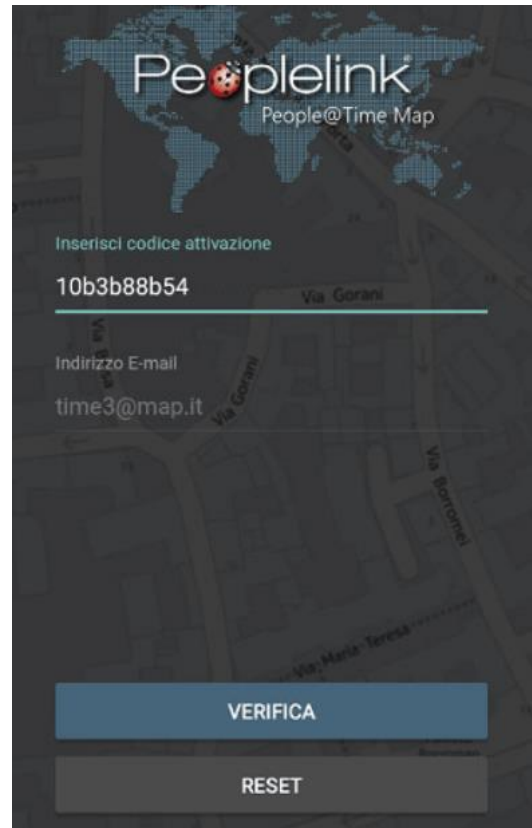 Peoplelink
People@Time Map
Inserisci codice attivazione
10b3b88b54
Via Gorani
Indirizzo E-mail
time3@map.it
Via Gorani
Via Borromei
Via Maria Teresa
VERIFICA
RESET